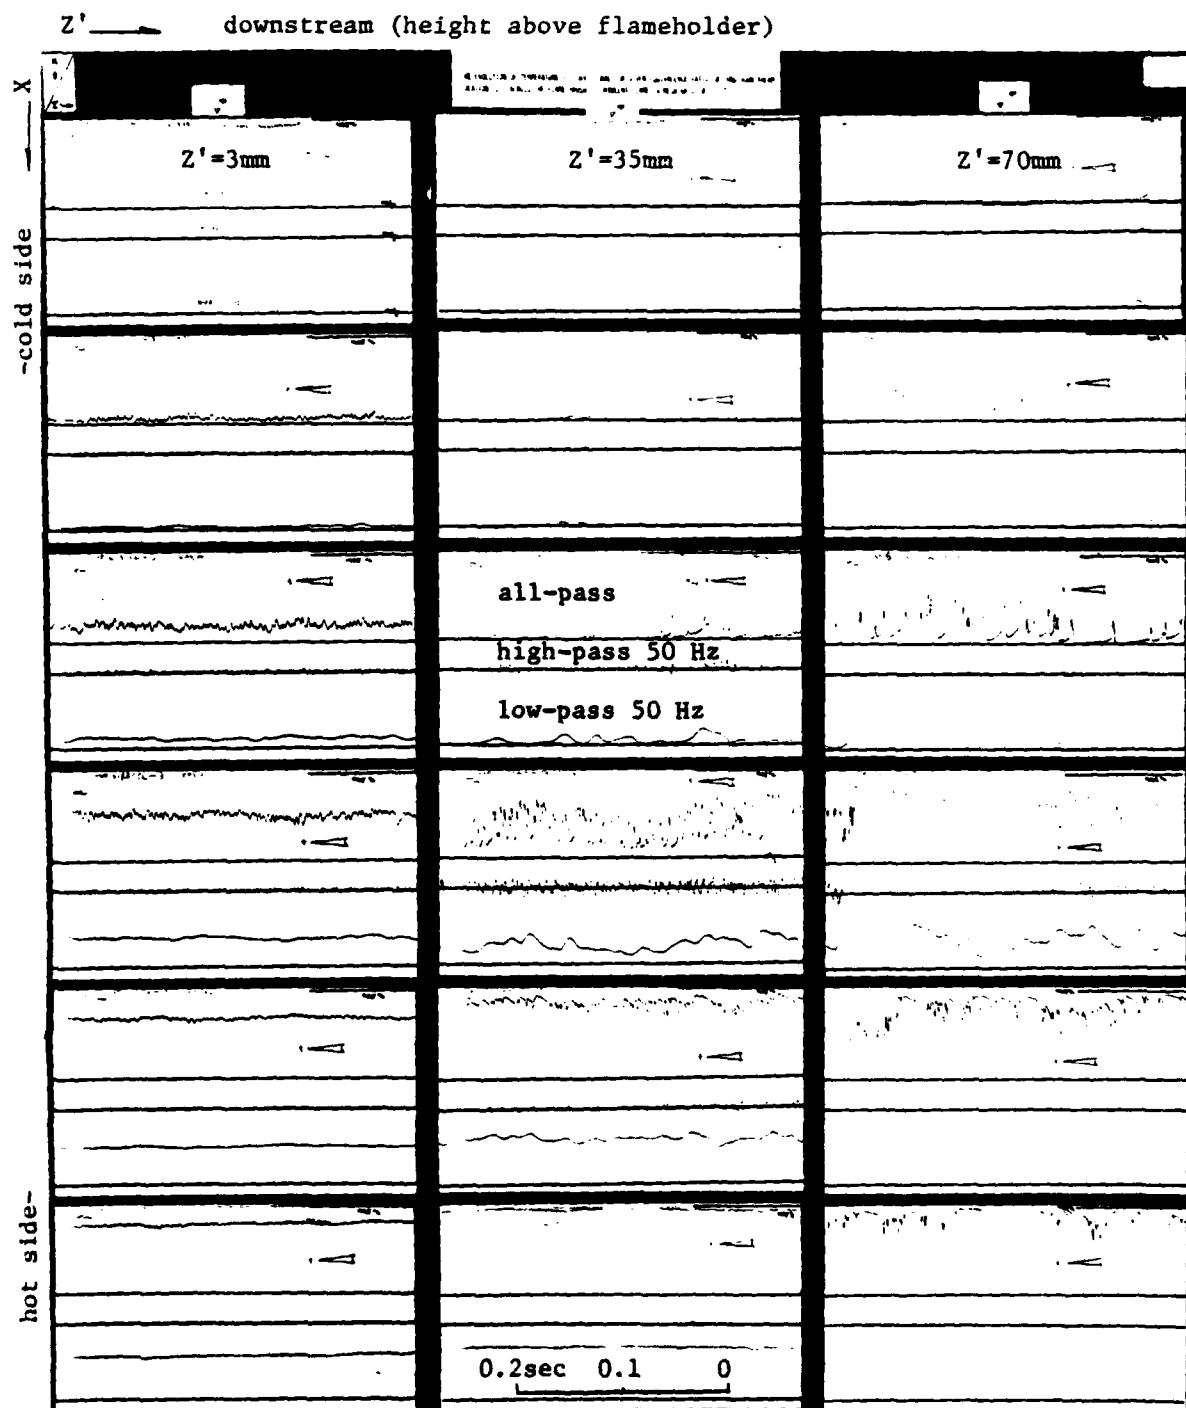 Z' downstream (height above flameholder)
X
~cold side
Z'=3mm Z'=35mm Z'=70mm
all-pass
high-pass 50 Hz
low-pass 50 Hz
hot side-
0.2sec 0.1 0